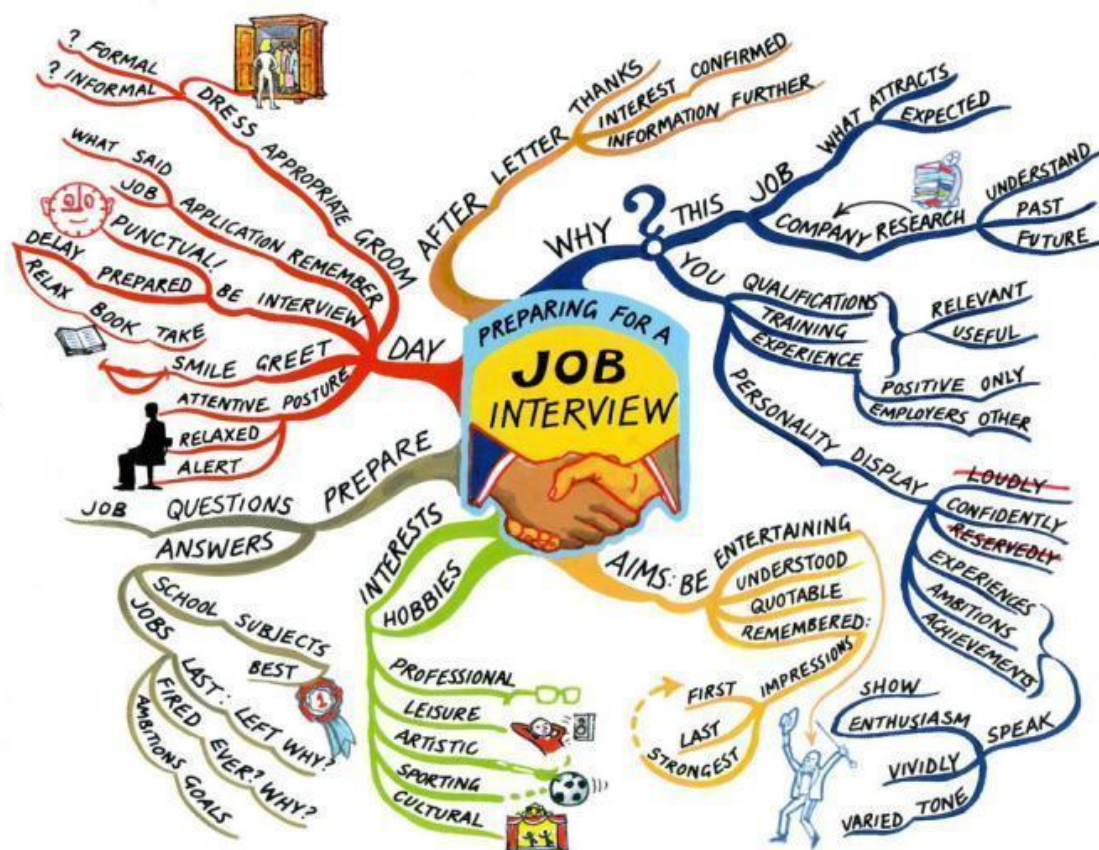 PREPARING FOR A
JOB
INTERVIEW
AFTER
LETTER
THANKS
INTEREST CONFIRMED
INFORMATION FURTHER
WHY
?
THIS
JOB
WHAT ATTRACTS
EXPECTED
COMPANY RESEARCH
UNDERSTAND
PAST
FUTURE
YOU
QUALIFICATIONS
TRAINING
EXPERIENCE
RELEVANT
USEFUL
POSITIVE ONLY
EMPLOYERS OTHER
PERSONALITY DISPLAY
LOUDLY
CONFIDENTLY
RESERVEDLY
EXPERIENCES
AMBITIONS
ACHIEVEMENTS
SPEAK
SHOW
ENTHUSIASM
VIVIDLY
VARIED TONE
AIMS: BE
ENTERTAINING
UNDERSTOOD
QUOTABLE
REMEMBERED:
IMPRESSIONS
FIRST
LAST
STRONGEST
INTERESTS
HOBBIES
PROFESSIONAL
LEISURE
ARTISTIC
SPORTING
CULTURAL
PREPARE
QUESTIONS
JOB
ANSWERS
SCHOOL SUBJECTS
BEST
1
JOBS
LAST: LEFT WHY?
FIRED EVER? WHY?
AMBITIONS GOALS
DAY
DRESS APPROPRIATE GROOM
? FORMAL
? INFORMAL
WHAT SAID
JOB
APPLICATION REMEMBER
PUNCTUAL!
BE INTERVIEW
DELAY PREPARED
RELAX BOOK TAKE
SMILE GREET
ATTENTIVE POSTURE
RELAXED
ALERT